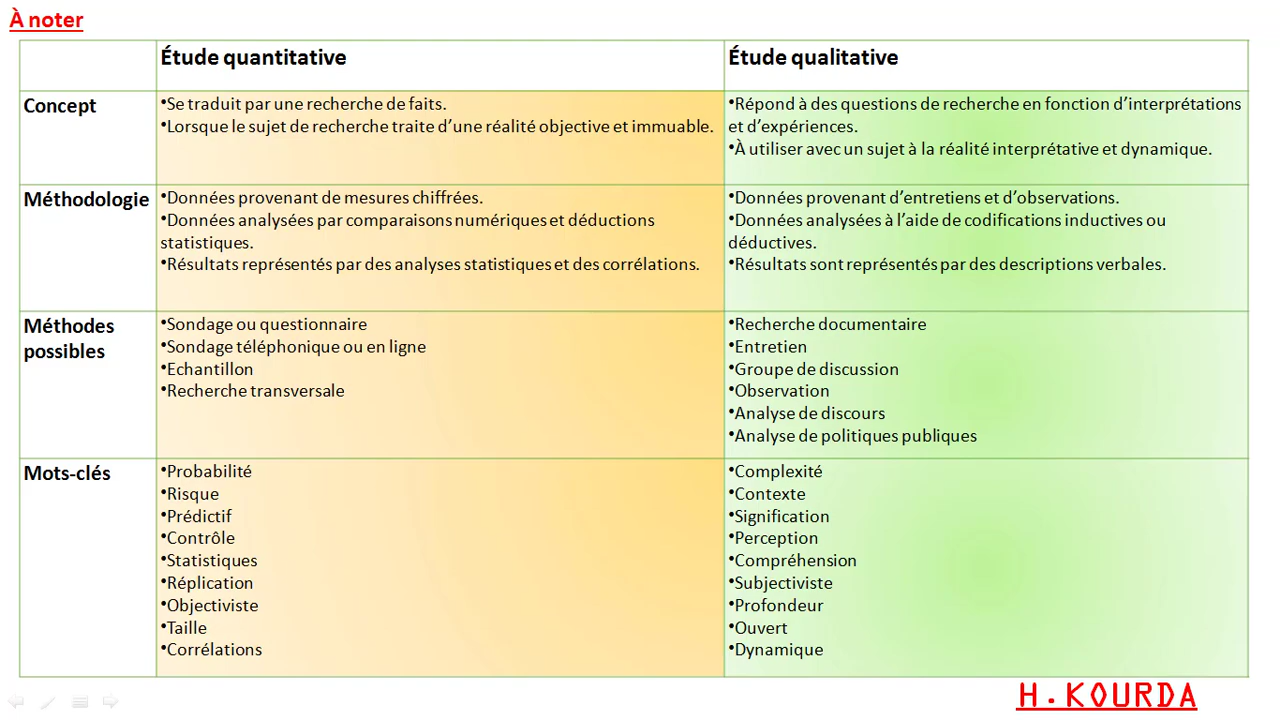 À noter
Étude quantitative
Étude qualitative
Concept
•Se traduit par une recherche de faits.
•Lorsque le sujet de recherche traite d'une réalité objective et immuable.
•Répond à des questions de recherche en fonction d'interprétations
et d'expériences.
•À utiliser avec un sujet à la réalité interprétative et dynamique.
Méthodologie
•Données provenant de mesures chiffrées.
•Données analysées par comparaisons numériques et déductions
statistiques.
•Résultats représentés par des analyses statistiques et des corrélations.
•Données provenant d'entretiens et d'observations.
•Données analysées à l'aide de codifications inductives ou
déductives.
•Résultats sont représentés par des descriptions verbales.
Méthodes
possibles
•Sondage ou questionnaire
•Sondage téléphonique ou en ligne
•Echantillon
•Recherche transversale
•Recherche documentaire
•Entretien
•Groupe de discussion
•Observation
•Analyse de discours
•Analyse de politiques publiques
Mots-clés
•Probabilité
•Risque
•Prédictif
•Contrôle
•Statistiques
•Réplication
•Objectiviste
•Taille
•Corrélations
•Complexité
•Contexte
•Signification
•Perception
•Compréhension
•Subjectiviste
•Profondeur
•Ouvert
•Dynamique
H.KOURDA